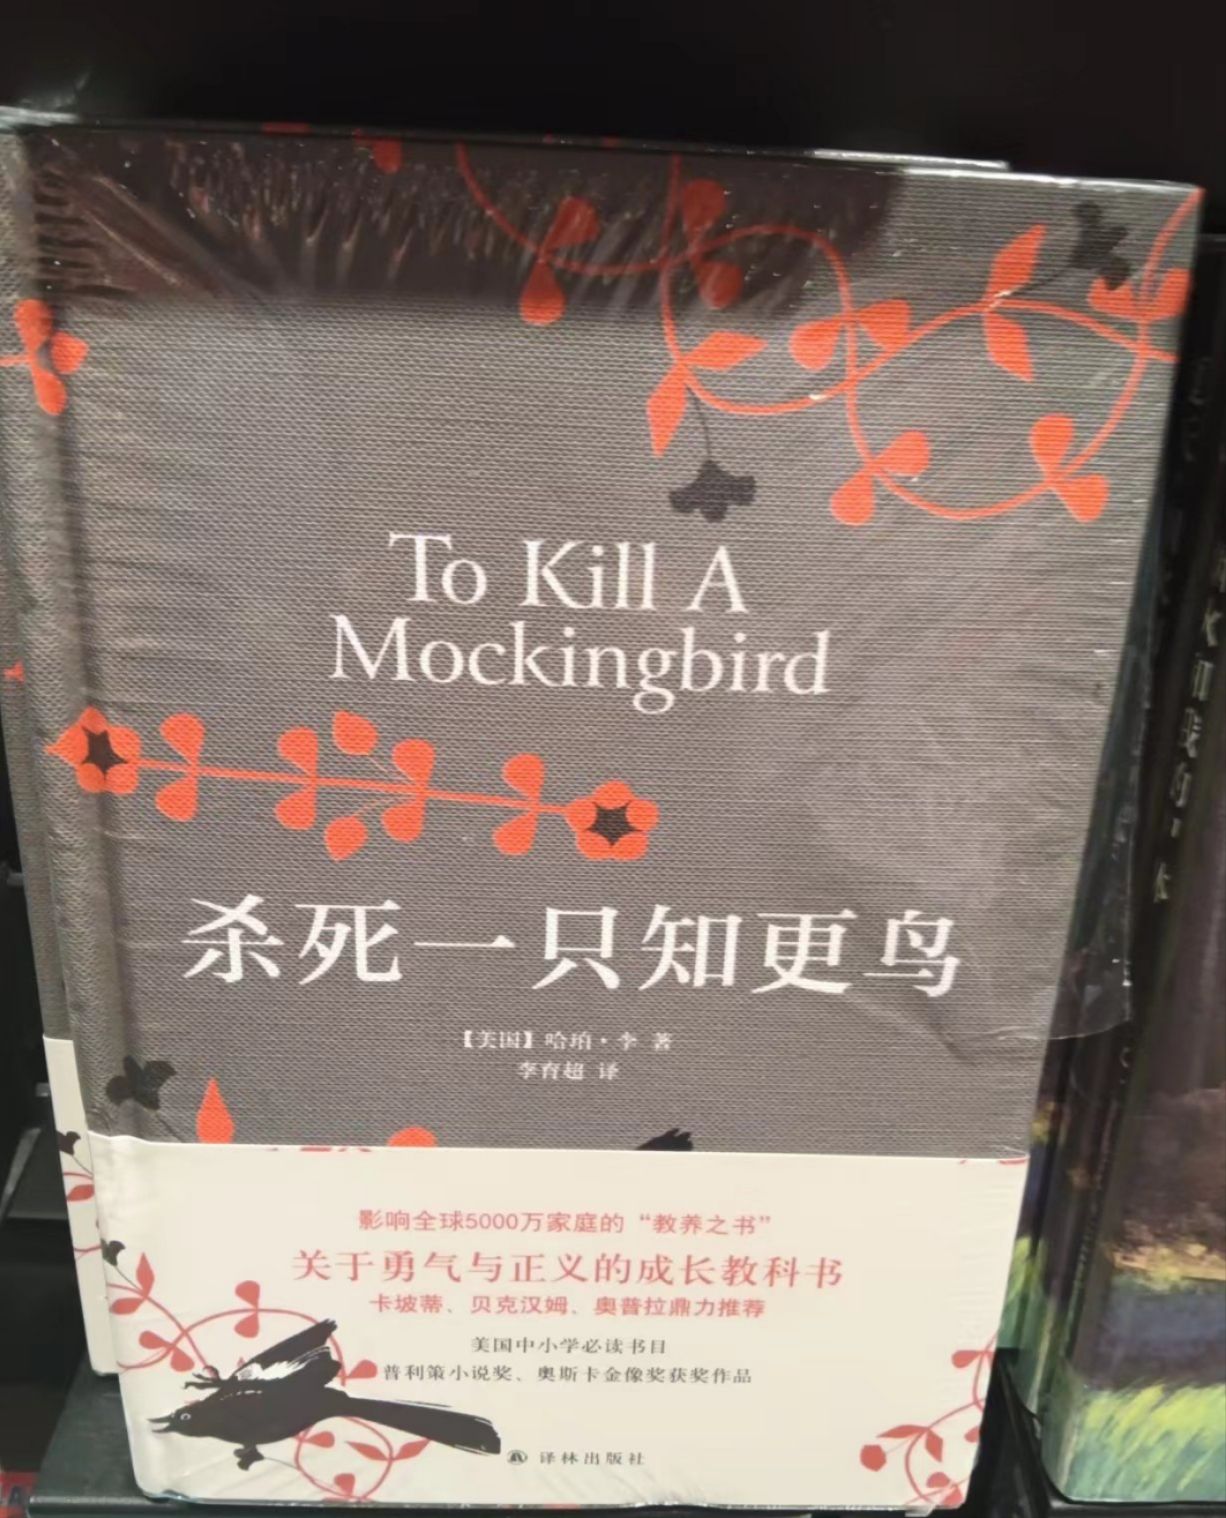 To Kill A
Mockingbird
杀死一只知更鸟
【美国】哈珀·李 著
李育超 译
影响全球5000万家庭的“教养之书”
关于勇气与正义的成长教科书
卡坡蒂、贝克汉姆、奥普拉鼎力推荐
美国中小学必读书目
普利策小说奖、奥斯卡金像奖获奖作品
译林出版社